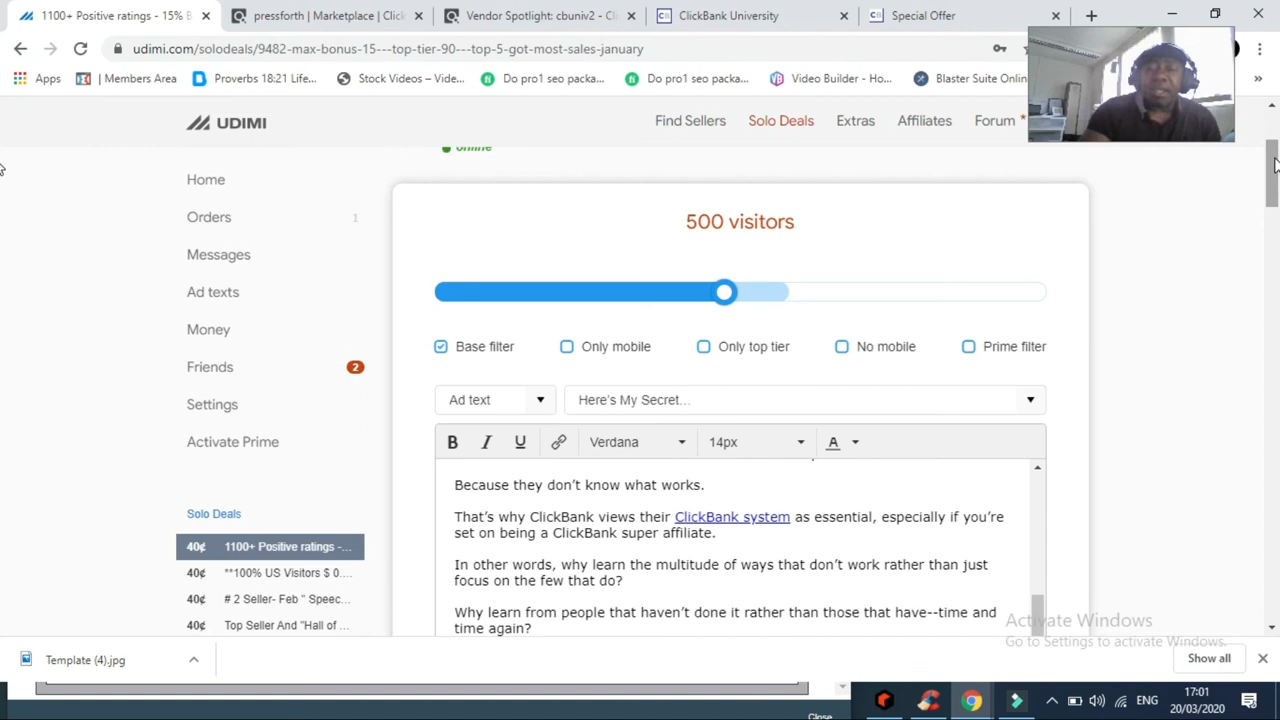 1100+ Positive ratings - 15% B
pressforth | Marketplace | Click
Vendor Spotlight: cbuniv2 - Cli
ClickBank University
Special Offer
udimi.com/solodeals/9482-max-bonus-15---top-tier-90---top-5-got-most-sales-january
Apps
| Members Area
Proverbs 18:21 Life...
Stock Videos – Vide...
Do pro1 seo packa...
Do pro1 seo packa...
Video Builder - Ho...
Blaster Suite Onlin
UDIMI
Find Sellers
Solo Deals
Extras
Affiliates
Forum *
online
Home
Orders 1
Messages
Ad texts
Money
Friends 2
Settings
Activate Prime
Solo Deals
40¢ 1100+ Positive ratings -...
40¢ **100% US Visitors $ 0....
40¢ # 2 Seller- Feb " Speec...
40¢ Top Seller And "Hall of ...
500 visitors
Base filter
Only mobile
Only top tier
No mobile
Prime filter
Ad text
Here's My Secret...
B I U Verdana 14px A
Because they don't know what works.
That's why ClickBank views their ClickBank system as essential, especially if you're
set on being a ClickBank super affiliate.
In other words, why learn the multitude of ways that don't work rather than just
focus on the few that do?
Why learn from people that haven't done it rather than those that have--time and
time again?
Activate Windows
Go to Settings to activate Windows.
Template (4).jpg
Show all
Close
ENG
17:01
20/03/2020